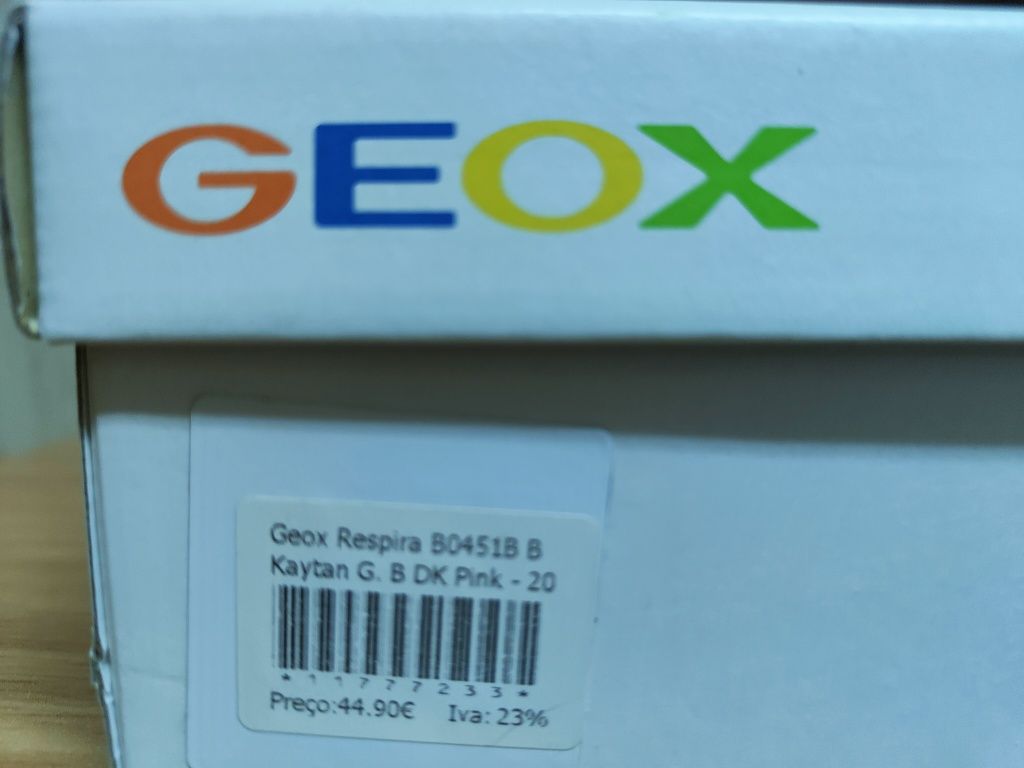 GEOX
Geox Respira B0451B B
Kaytan G. B DK Pink - 20
*11777233*
Preço:44.90€ Iva: 23%